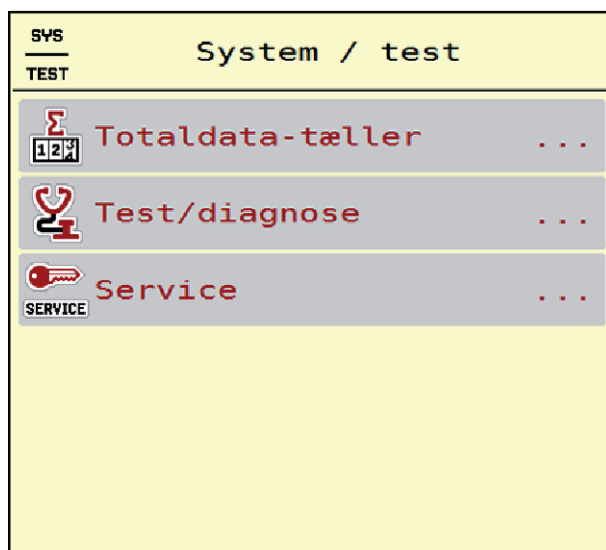 SYS
TEST
System / test
Totaldata-tæller ...
Test/diagnose ...
Service ...
SERVICE